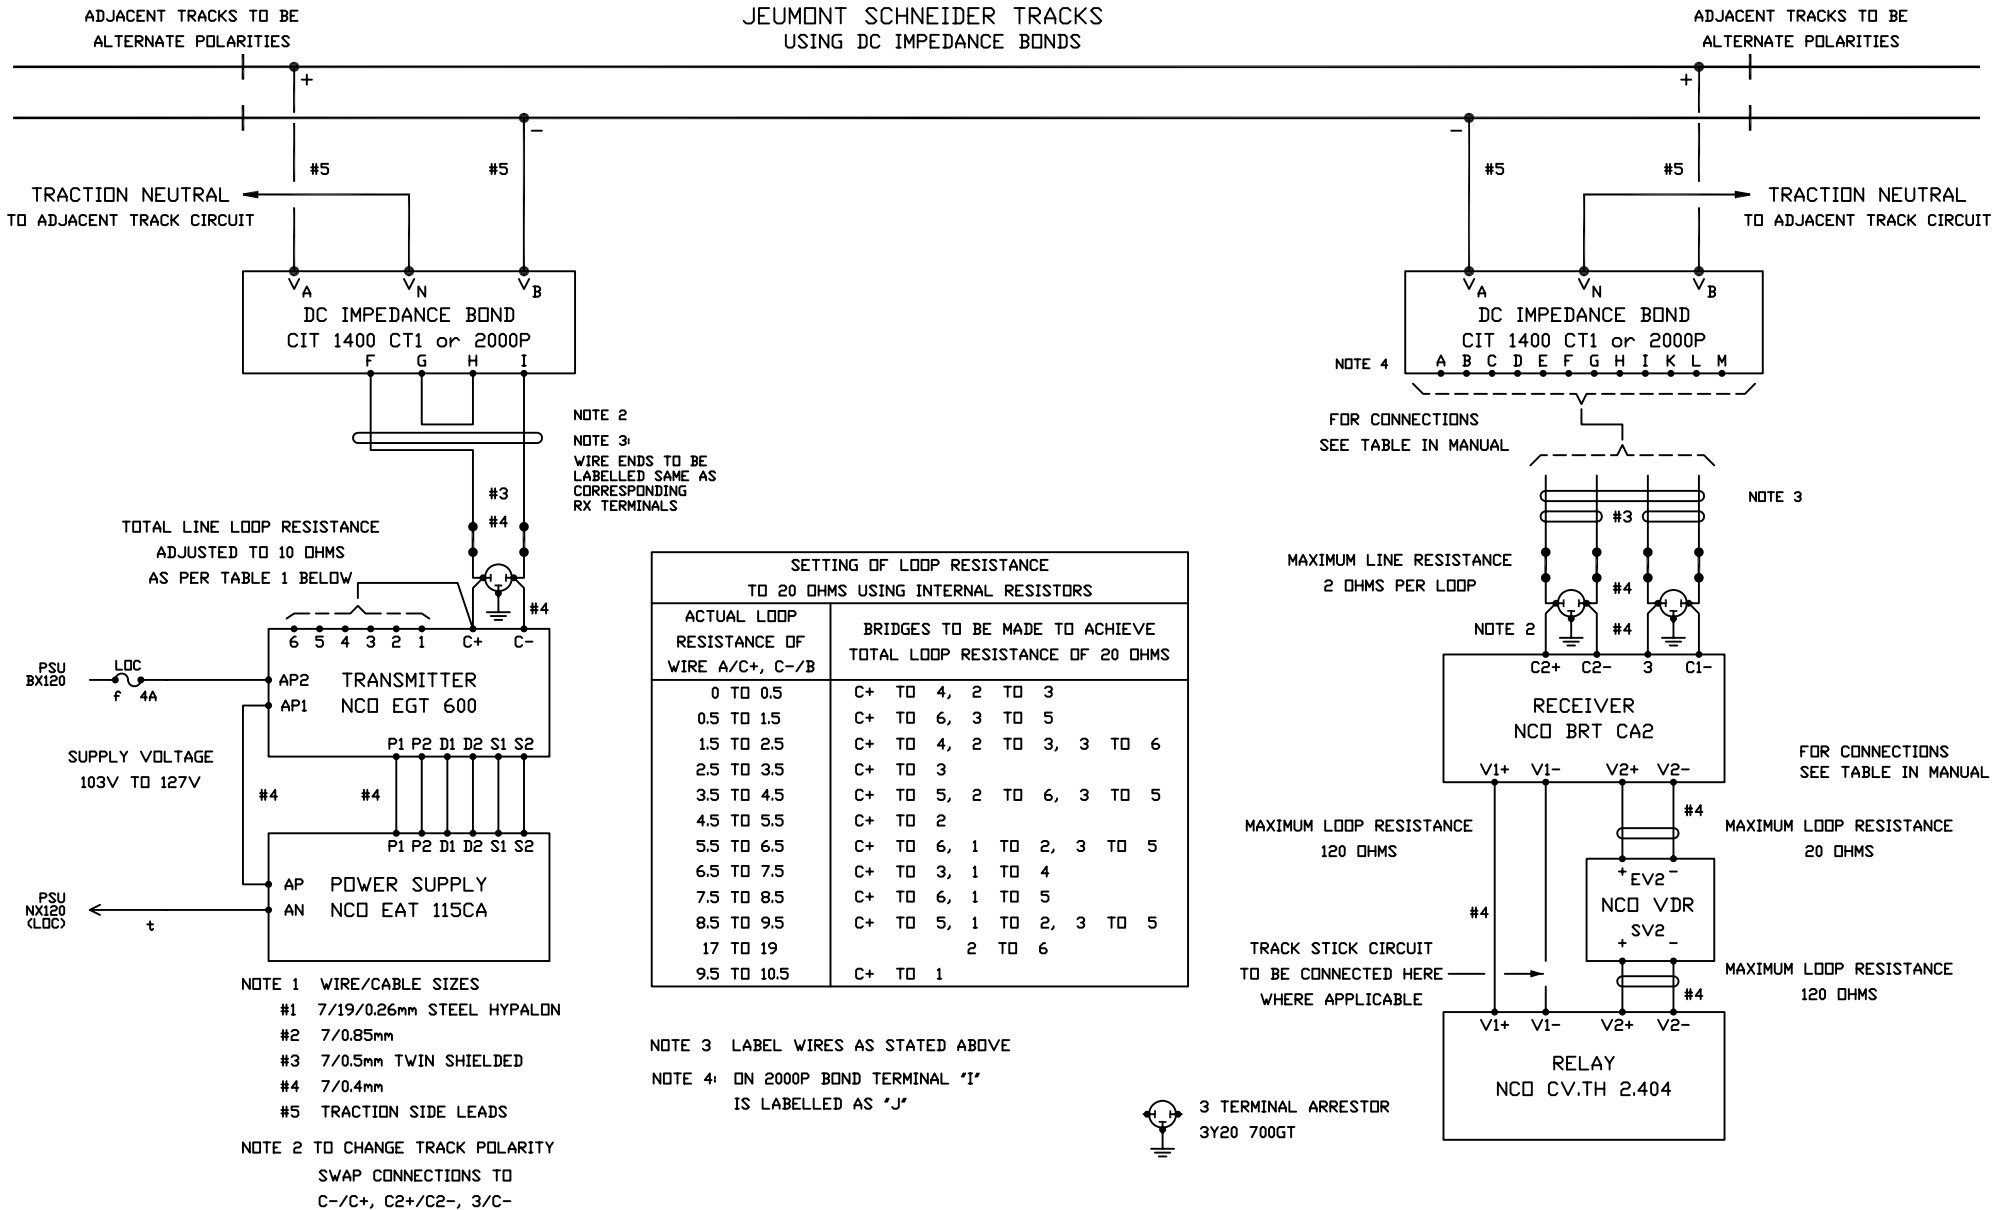 JEUMONT SCHNEIDER TRACKS
USING DC IMPEDANCE BONDS
ADJACENT TRACKS TO BE
ALTERNATE POLARITIES
ADJACENT TRACKS TO BE
ALTERNATE POLARITIES
+
-
-
+
#5
#5
#5
#5
TRACTION NEUTRAL
TO ADJACENT TRACK CIRCUIT
TRACTION NEUTRAL
TO ADJACENT TRACK CIRCUIT
A N B
DC IMPEDANCE BOND
CIT 1400 CT1 or 2000P
F G H I
NOTE 2
NOTE 3:
WIRE ENDS TO BE
LABELLED SAME AS
CORRESPONDING
RX TERMINALS
#3
#4
TOTAL LINE LOOP RESISTANCE
ADJUSTED TO 10 OHMS
AS PER TABLE 1 BELOW
#4
6 5 4 3 2 1 C+ C-
PSU
BX120
LOC
f 4A
AP2
AP1
TRANSMITTER
NCO EGT 600
P1 P2 D1 D2 S1 S2
SUPPLY VOLTAGE
103V TO 127V
#4
#4
P1 P2 D1 D2 S1 S2
AP
AN
POWER SUPPLY
NCO EAT 115CA
PSU
NX120
(LOC)
t
NOTE 1 WIRE/CABLE SIZES
#1 7/19/0.26mm STEEL HYPALON
#2 7/0.85mm
#3 7/0.5mm TWIN SHIELDED
#4 7/0.4mm
#5 TRACTION SIDE LEADS
NOTE 2 TO CHANGE TRACK POLARITY
SWAP CONNECTIONS TO
C-/C+, C2+/C2-, 3/C-
SETTING OF LOOP RESISTANCE
TO 20 OHMS USING INTERNAL RESISTORS
ACTUAL LOOP
RESISTANCE OF
WIRE A/C+, C-/B
BRIDGES TO BE MADE TO ACHIEVE
TOTAL LOOP RESISTANCE OF 20 OHMS
0 TO 0.5 C+ TO 4, 2 TO 3
0.5 TO 1.5 C+ TO 6, 3 TO 5
1.5 TO 2.5 C+ TO 4, 2 TO 3, 3 TO 6
2.5 TO 3.5 C+ TO 3
3.5 TO 4.5 C+ TO 5, 2 TO 6, 3 TO 5
4.5 TO 5.5 C+ TO 2
5.5 TO 6.5 C+ TO 6, 1 TO 2, 3 TO 5
6.5 TO 7.5 C+ TO 3, 1 TO 4
7.5 TO 8.5 C+ TO 6, 1 TO 5
8.5 TO 9.5 C+ TO 5, 1 TO 2, 3 TO 5
17 TO 19 2 TO 6
9.5 TO 10.5 C+ TO 1
NOTE 3 LABEL WIRES AS STATED ABOVE
NOTE 4: ON 2000P BOND TERMINAL "I"
IS LABELLED AS "J"
3 TERMINAL ARRESTOR
3Y20 700GT
A N B
DC IMPEDANCE BOND
CIT 1400 CT1 or 2000P
NOTE 4
A B C D E F G H I K L M
FOR CONNECTIONS
SEE TABLE IN MANUAL
NOTE 3
#3
MAXIMUM LINE RESISTANCE
2 OHMS PER LOOP
#4
NOTE 2
#4
C2+ C2- 3 C1-
RECEIVER
NCO BRT CA2
V1+ V1- V2+ V2-
FOR CONNECTIONS
SEE TABLE IN MANUAL
#4
MAXIMUM LOOP RESISTANCE
120 OHMS
MAXIMUM LOOP RESISTANCE
20 OHMS
+ EV2 -
NCO VDR
SV2
+ -
#4
TRACK STICK CIRCUIT
TO BE CONNECTED HERE
WHERE APPLICABLE
MAXIMUM LOOP RESISTANCE
120 OHMS
#4
V1+ V1- V2+ V2-
RELAY
NCO CV.TH 2.404